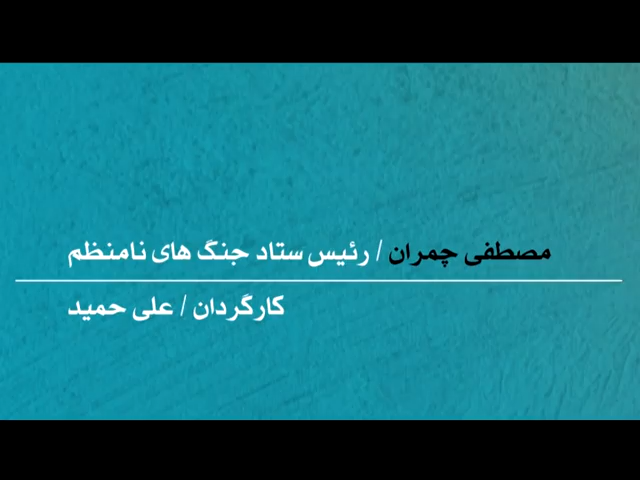 مصطفی چمران / رئیس ستاد جنگ های نامنظم
کارگردان / علی حمید